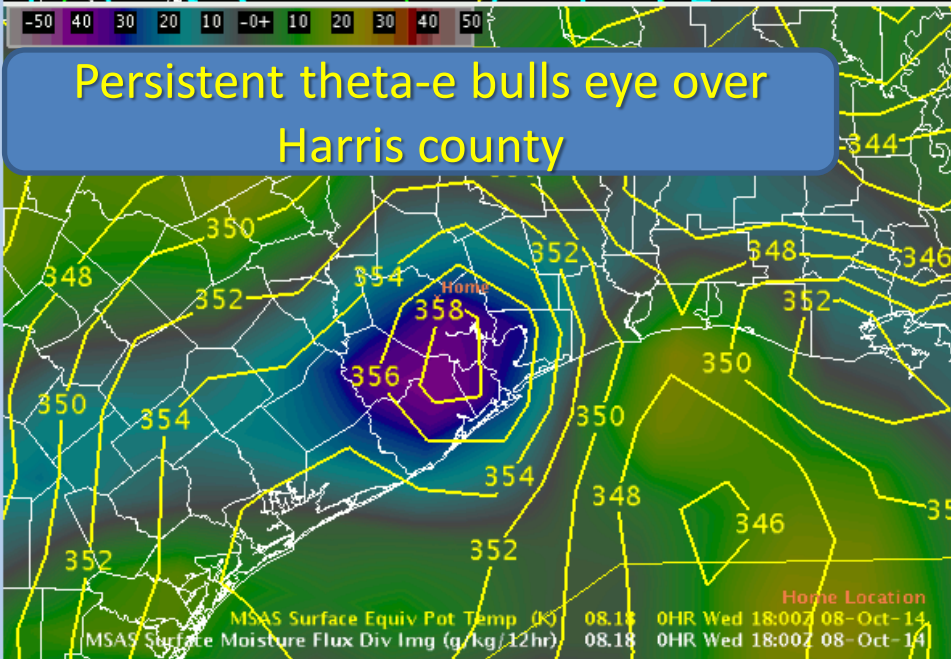 -50 40 30 20 10 -0+ 10 20 30 40 50
Persistent theta-e bulls eye over
Harris county
344
350
352
348
346
348
354
352
Home
352
358
350
356
350
354
350
354
348
346
352
352
Home Location
MSAS Surface Equiv Pot Temp (K) 08.18 0HR Wed 18:00Z 08-Oct-14
MSAS Surface Moisture Flux Div Img (g/kg/12hr) 08.18 0HR Wed 18:00Z 08-Oct-14